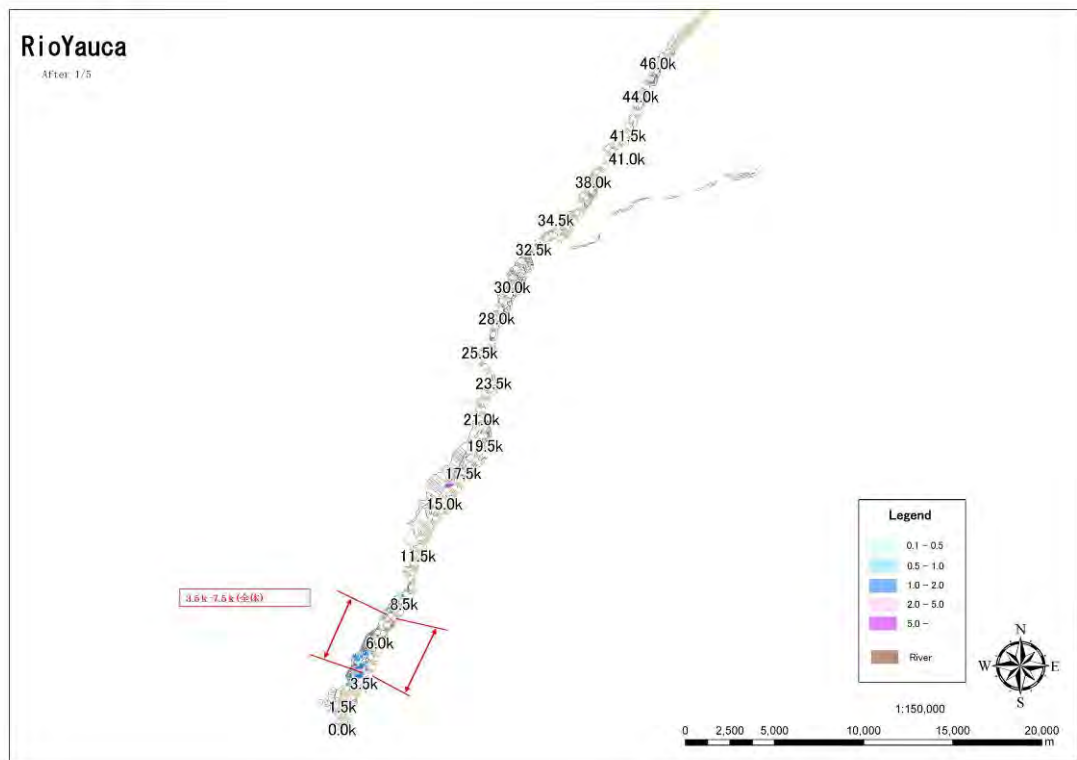 RioYauca
After 1/5
46.0k
44.0k
41.5k
41.0k
38.0k
34.5k
32.5k
30.0k
28.0k
25.5k
23.5k
21.0k
19.5k
17.5k
15.0k
11.5k
3.5k-7.5k(全体)
8.5k
6.0k
3.5k
1.5k
0.0k
Legend
0.1 - 0.5
0.5 - 1.0
1.0 - 2.0
2.0 - 5.0
5.0 -
River
N
W E
S
1:150,000
0 2,500 5,000 10,000 15,000 20,000
m